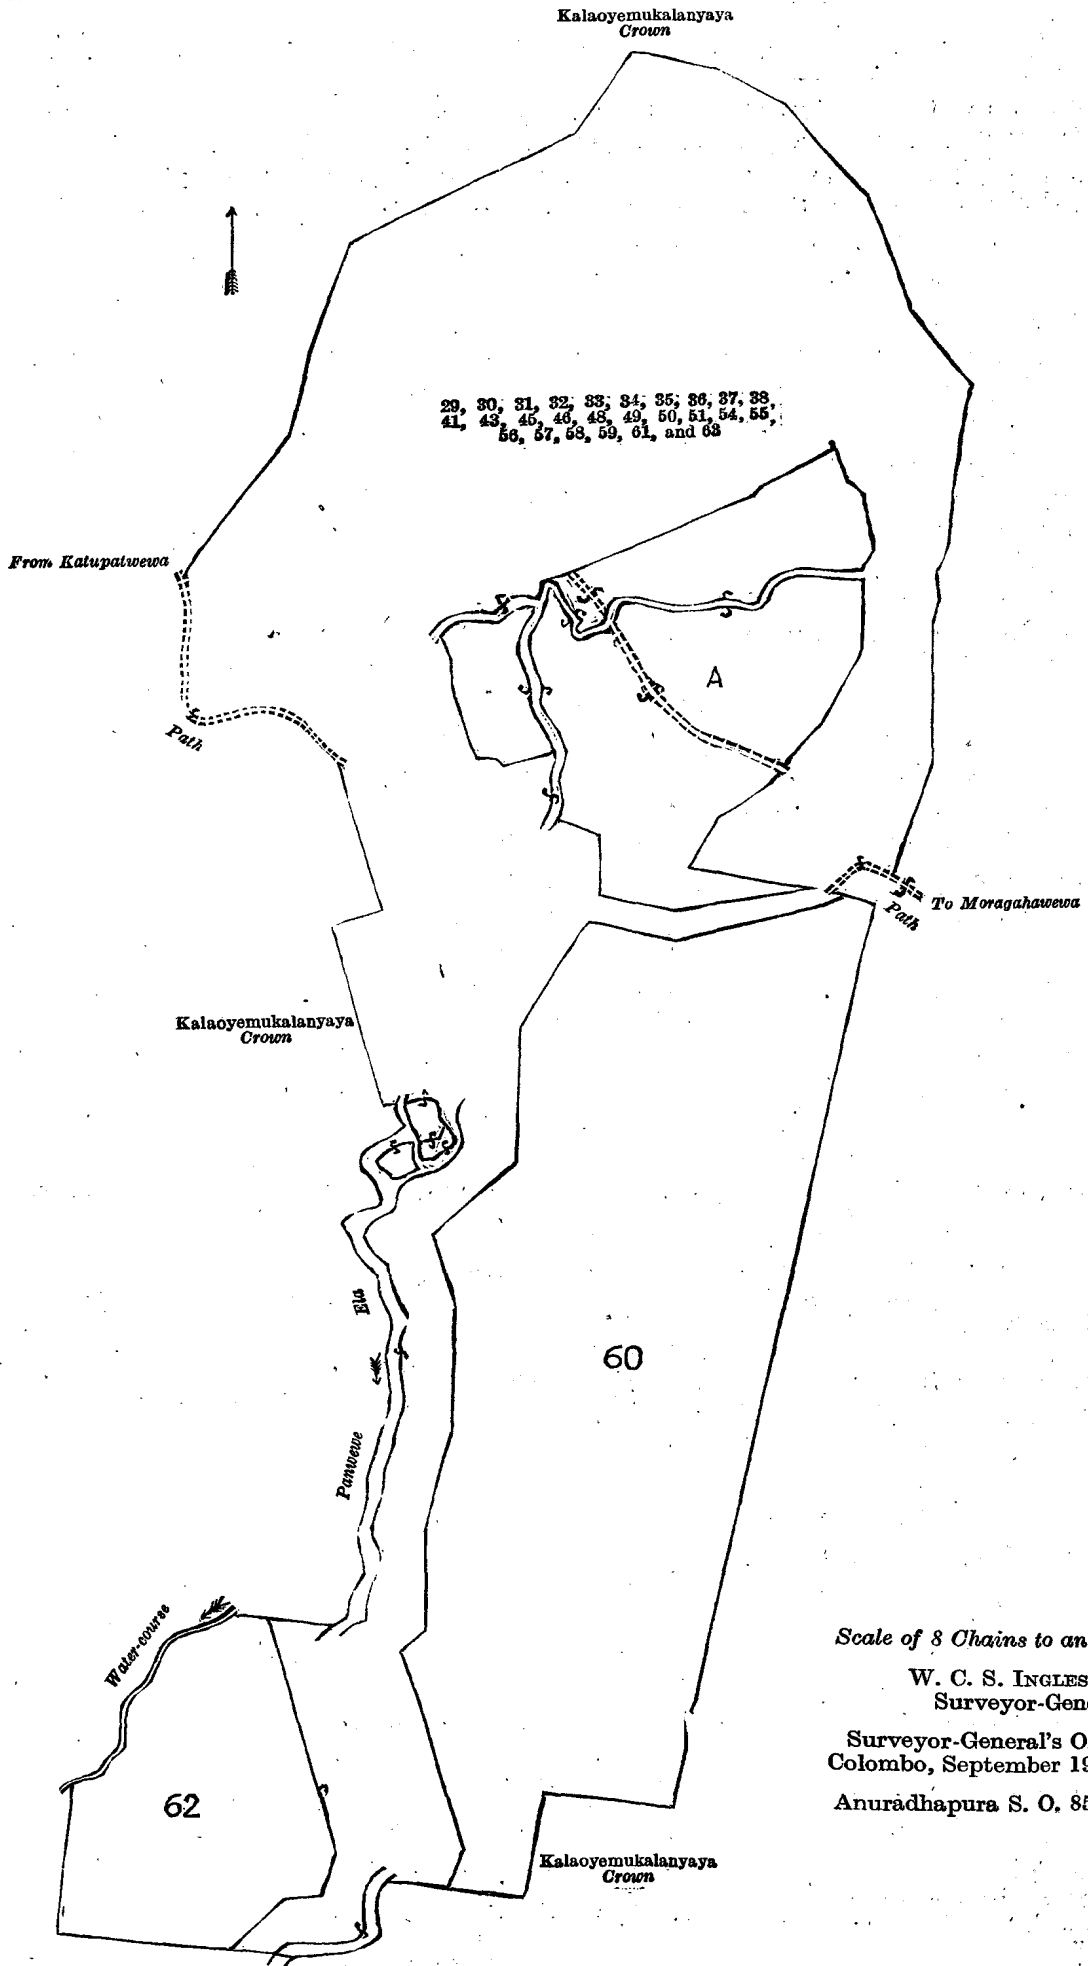 Kalaoyemukalanyaya
Crown
29, 30, 31, 32, 33, 34, 35, 36, 37, 38,
41, 43, 45, 46, 48, 49, 50, 51, 54, 55,
56, 57, 58, 59, 61, and 63
From Katupatwewa
Path
A
To Moragahawewa
Path
Kalaoyemukalanyaya
Crown
Ela
60
Panwewe
Water-course
62
Scale of 8 Chains to an
W. C. S. INGLES
Surveyor-Gen
Surveyor-General's O
Colombo, September 19
Anuradhapura S. O. 85
Kalaoyemukalanyaya
Crown